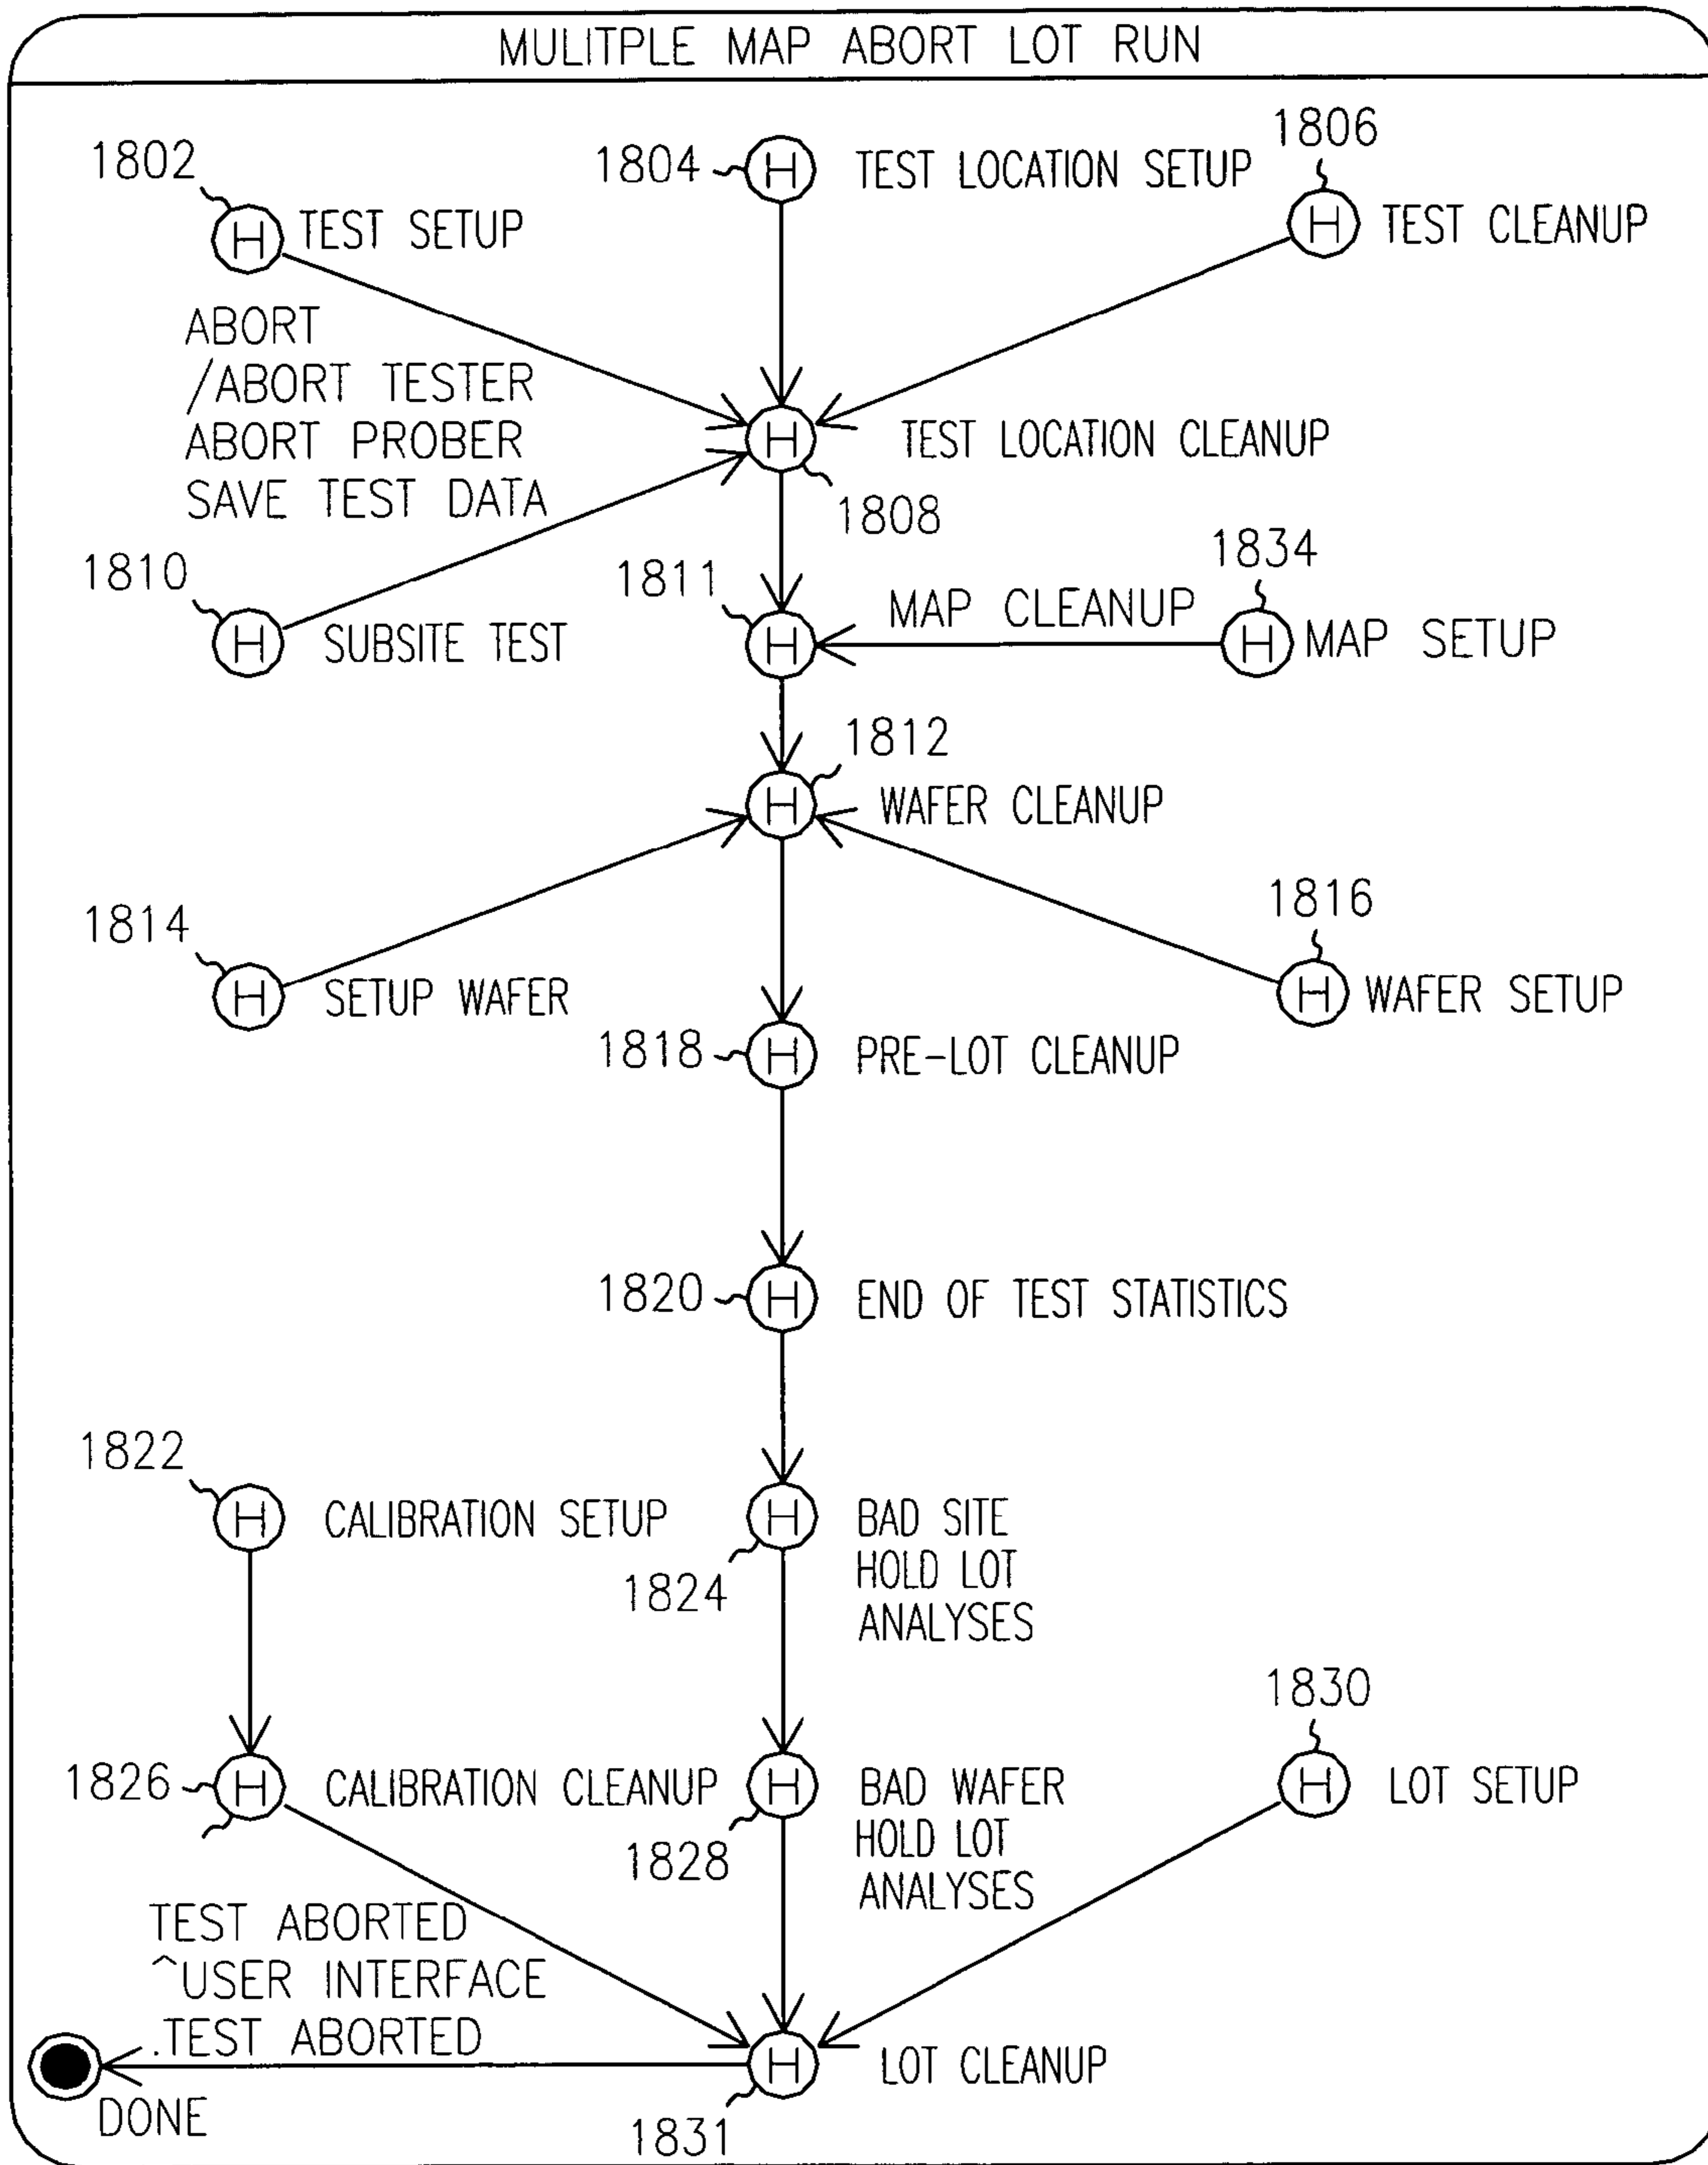 MULITPLE MAP ABORT LOT RUN
1802
1804
1806
H
TEST LOCATION SETUP
H
TEST SETUP
H
TEST CLEANUP
ABORT
/ABORT TESTER
ABORT PROBER
SAVE TEST DATA
H
TEST LOCATION CLEANUP
1808
1810
1811
1834
H
SUBSITE TEST
H
MAP CLEANUP
H
MAP SETUP
1812
H
WAFER CLEANUP
1814
1816
H
SETUP WAFER
H
WAFER SETUP
1818
H
PRE-LOT CLEANUP
1820
H
END OF TEST STATISTICS
1822
H
CALIBRATION SETUP
H
BAD SITE
HOLD LOT
ANALYSES
1824
1830
1826
H
CALIBRATION CLEANUP
H
BAD WAFER
HOLD LOT
ANALYSES
1828
H
LOT SETUP
TEST ABORTED
^USER INTERFACE
.TEST ABORTED
H
LOT CLEANUP
DONE
1831